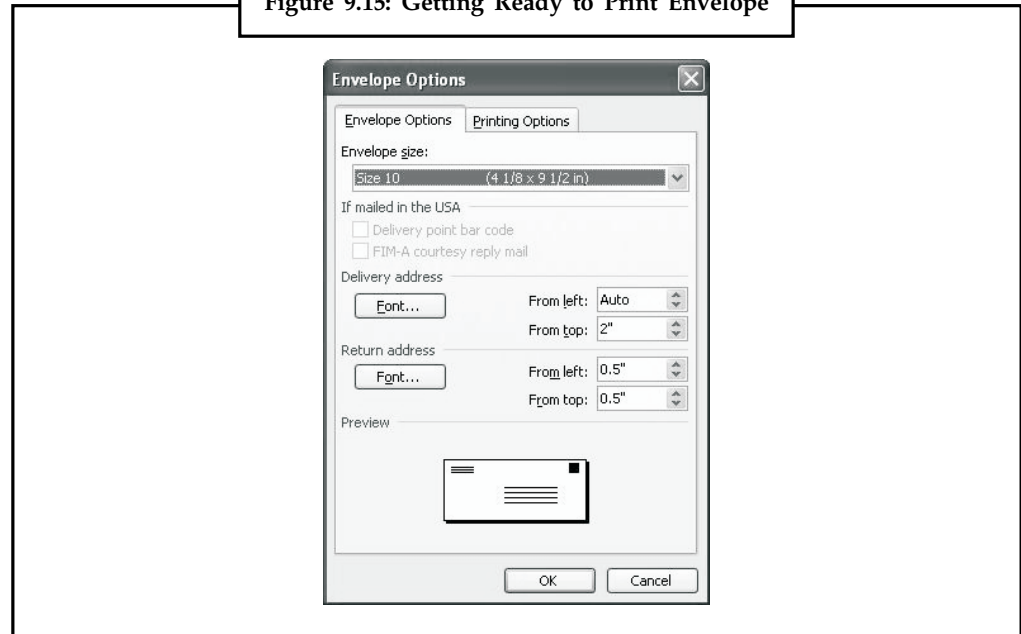 Figure 9.15: Getting Ready to Print Envelope
Envelope Options
Envelope Options Printing Options
Envelope size:
Size 10 (4 1/8 x 9 1/2 in)
If mailed in the USA
Delivery point bar code
FIM-A courtesy reply mail
Delivery address
Font... From left: Auto
From top: 2"
Return address
Font... From left: 0.5"
From top: 0.5"
Preview
OK Cancel